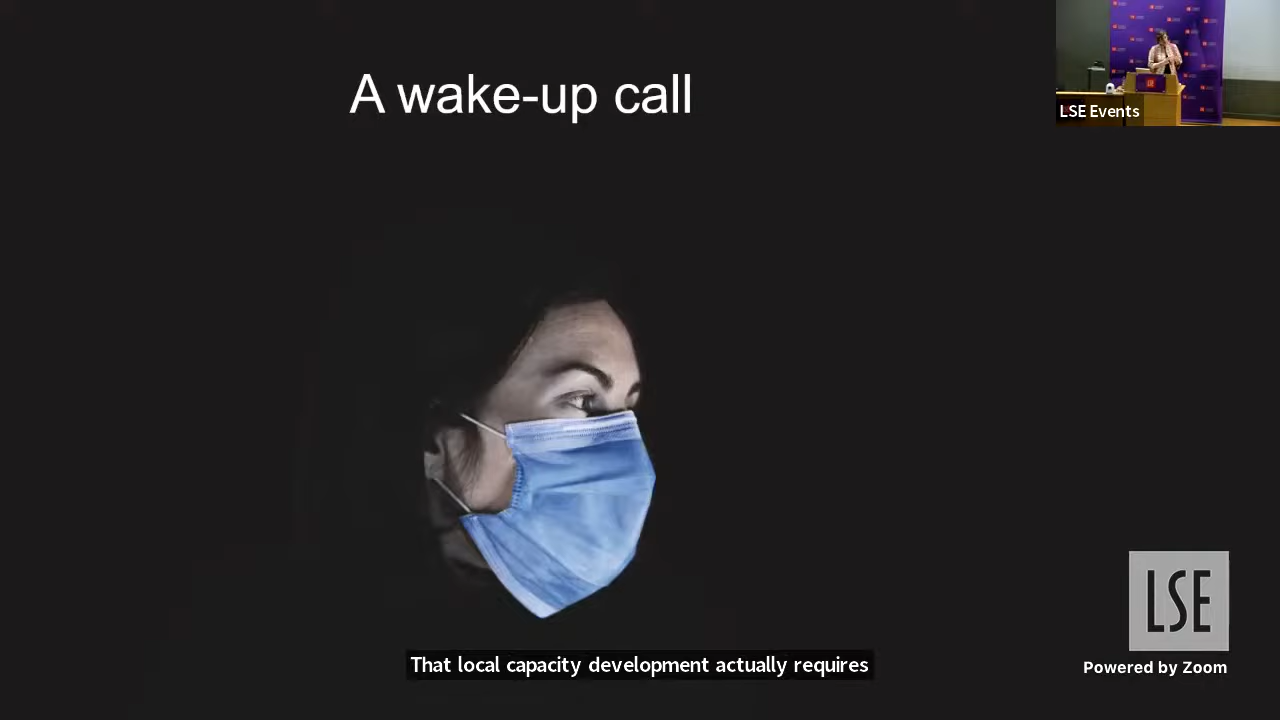 A wake-up call
LSE Events
That local capacity development actually requires
LSE
Powered by Zoom